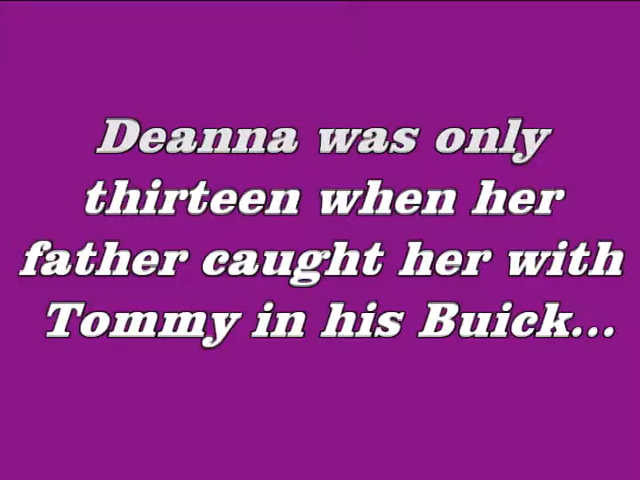 Deanna was only
thirteen when her
father caught her with
Tommy in his Buick...